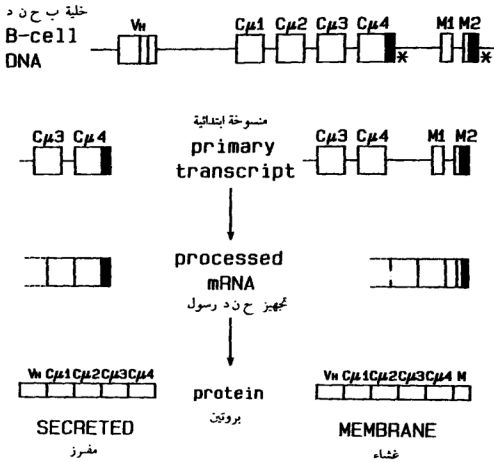 خلية ب ح ن د
B-cell
DNA
VH
Cμ1 Cμ2 Cμ3 Cμ4
M1 M2
*
*
منسوخة ابتدائية
primary
transcript
Cμ3 Cμ4
Cμ3 Cμ4
M1 M2
processed
mRNA
تجهيز ح ن د رسول
VH Cμ1 Cμ2 Cμ3 Cμ4
protein
بروتين
VH Cμ1 Cμ2 Cμ3 Cμ4 M
SECRETED
مفرز
MEMBRANE
غشاء